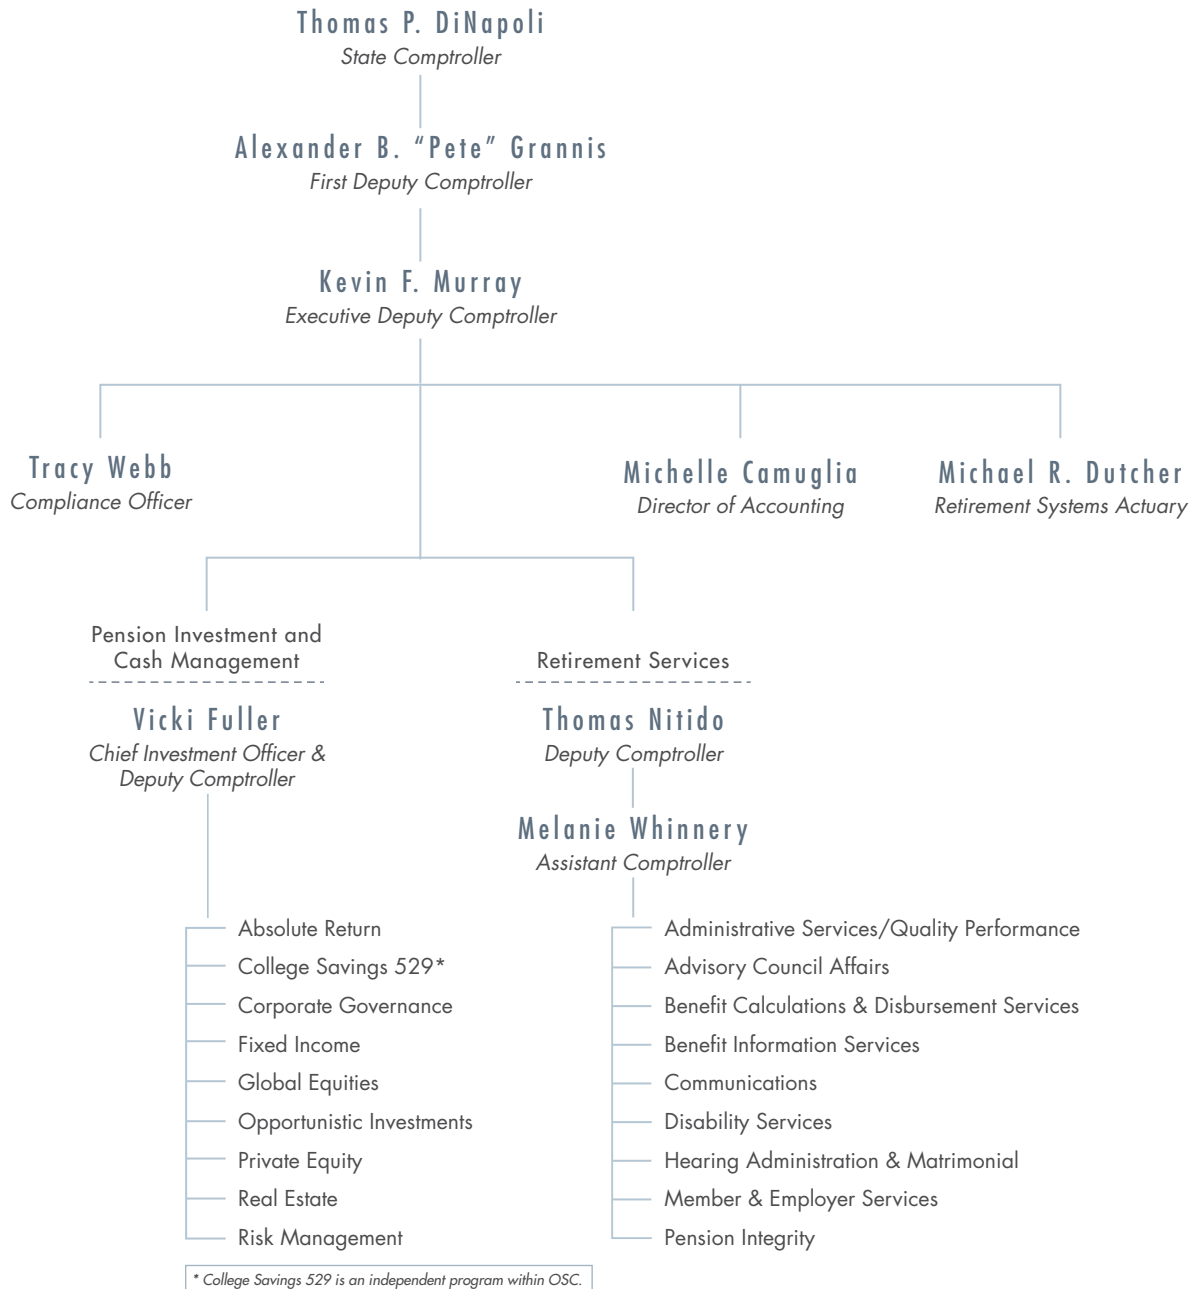 Thomas P. DiNapoli
State Comptroller
Alexander B. “Pete” Grannis
First Deputy Comptroller
Kevin F. Murray
Executive Deputy Comptroller
Tracy Webb
Compliance Officer
Michelle Camuglia
Director of Accounting
Michael R. Dutcher
Retirement Systems Actuary
Pension Investment and
Cash Management
Vicki Fuller
Chief Investment Officer &
Deputy Comptroller
Absolute Return
College Savings 529*
Corporate Governance
Fixed Income
Global Equities
Opportunistic Investments
Private Equity
Real Estate
Risk Management
* College Savings 529 is an independent program within OSC.
Retirement Services
Thomas Nitido
Deputy Comptroller
Melanie Whinnery
Assistant Comptroller
Administrative Services/Quality Performance
Advisory Council Affairs
Benefit Calculations & Disbursement Services
Benefit Information Services
Communications
Disability Services
Hearing Administration & Matrimonial
Member & Employer Services
Pension Integrity